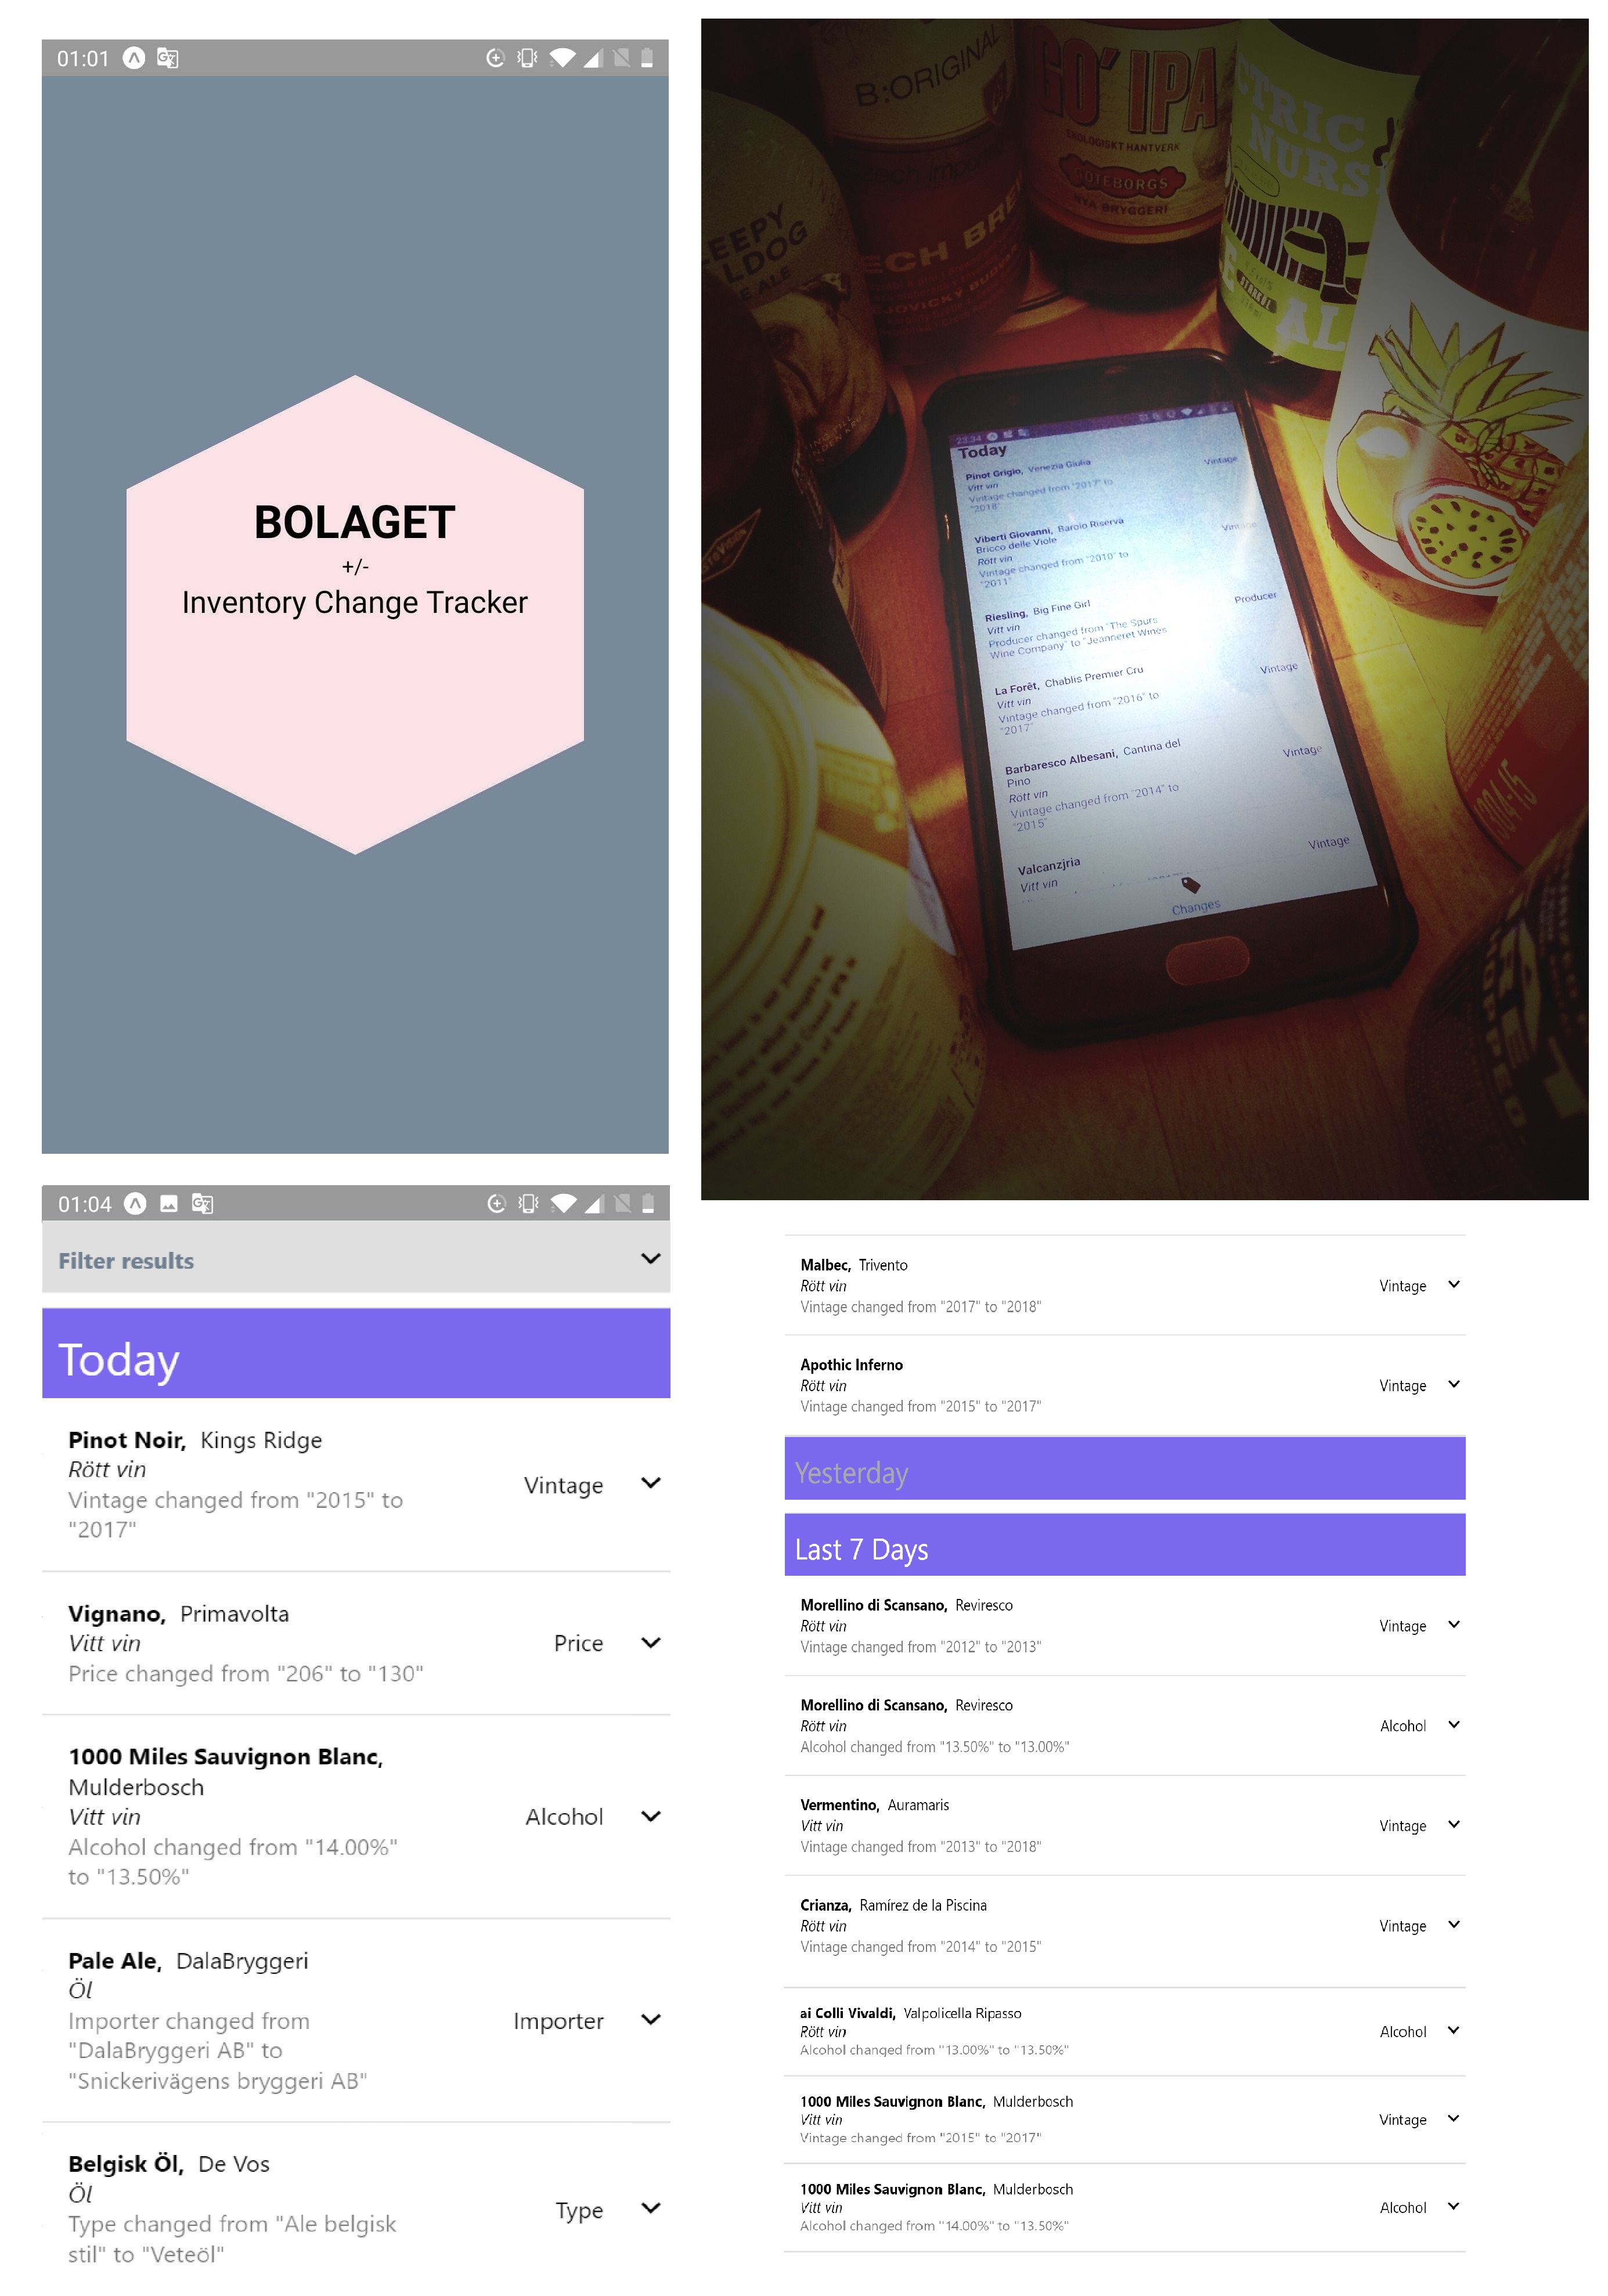 01:01
BOLAGET
+/-
Inventory Change Tracker
B:ORIGINAL
GO' IPA
EKOLOGISKT HANTVERK
GÖTEBORGS
NYA BRYGGERI
CTRIC
NURS
AL
EEPY
LDOG
E ALE
ECH BRE
JOVICKÝ BUDVAR
23:34
Today
Pinot Grigio, Venezia Giulia
Vitt vin
Vintage changed from "2017" to
"2018"
Vintage
Viberti Giovanni, Barolo Riserva
Bricco delle Viole
Rött vin
Vintage changed from "2010" to
"2011"
Vintage
Riesling, Big Fine Girl
Vitt vin
Producer changed from "The Spurs
Wine Company" to "Jeanneret Wines
Producer
La Forêt, Chablis Premier Cru
Vitt vin
Vintage changed from "2016" to
"2017"
Vintage
Barbaresco Albesani, Cantina del
Pino
Rött vin
Vintage changed from "2014" to
"2015"
Vintage
Valcanzjria
Vitt vin
Vintage
Changes
01:04
Filter results
Today
Pinot Noir, Kings Ridge
Rött vin
Vintage changed from "2015" to
"2017"
Vintage
Vignano, Primavolta
Vitt vin
Price changed from "206" to "130"
Price
1000 Miles Sauvignon Blanc,
Mulderbosch
Vitt vin
Alcohol changed from "14.00%"
to "13.50%"
Alcohol
Pale Ale, DalaBryggeri
Öl
Importer changed from
"DalaBryggeri AB" to
"Snickerivägens bryggeri AB"
Importer
Belgisk Öl, De Vos
Öl
Type changed from "Ale belgisk
stil" to "Veteöl"
Type
Malbec, Trivento
Rött vin
Vintage changed from "2017" to "2018"
Vintage
Apothic Inferno
Rött vin
Vintage changed from "2015" to "2017"
Vintage
Yesterday
Last 7 Days
Morellino di Scansano, Reviresco
Rött vin
Vintage changed from "2012" to "2013"
Vintage
Morellino di Scansano, Reviresco
Rött vin
Alcohol changed from "13.50%" to "13.00%"
Alcohol
Vermentino, Auramaris
Vitt vin
Vintage changed from "2013" to "2018"
Vintage
Crianza, Ramírez de la Piscina
Rött vin
Vintage changed from "2014" to "2015"
Vintage
ai Colli Vivaldi, Valpolicella Ripasso
Rött vin
Alcohol changed from "13.00%" to "13.50%"
Alcohol
1000 Miles Sauvignon Blanc, Mulderbosch
Vitt vin
Vintage changed from "2015" to "2017"
Vintage
1000 Miles Sauvignon Blanc, Mulderbosch
Vitt vin
Alcohol changed from "14.00%" to "13.50%"
Alcohol